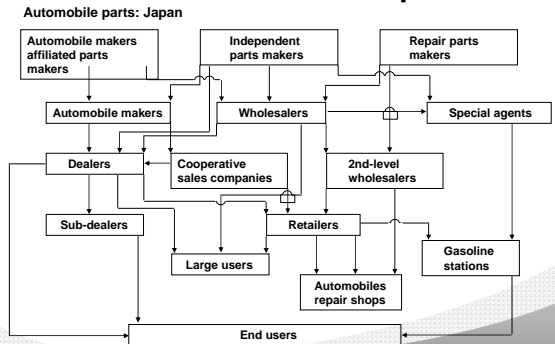 Automobile parts: Japan
Automobile makers
affiliated parts
makers
Independent
parts makers
Repair parts
makers
Automobile makers
Wholesalers
Special agents
Dealers
Cooperative
sales companies
2nd-level
wholesalers
Sub-dealers
Retailers
Large users
Gasoline
stations
Automobiles
repair shops
End users